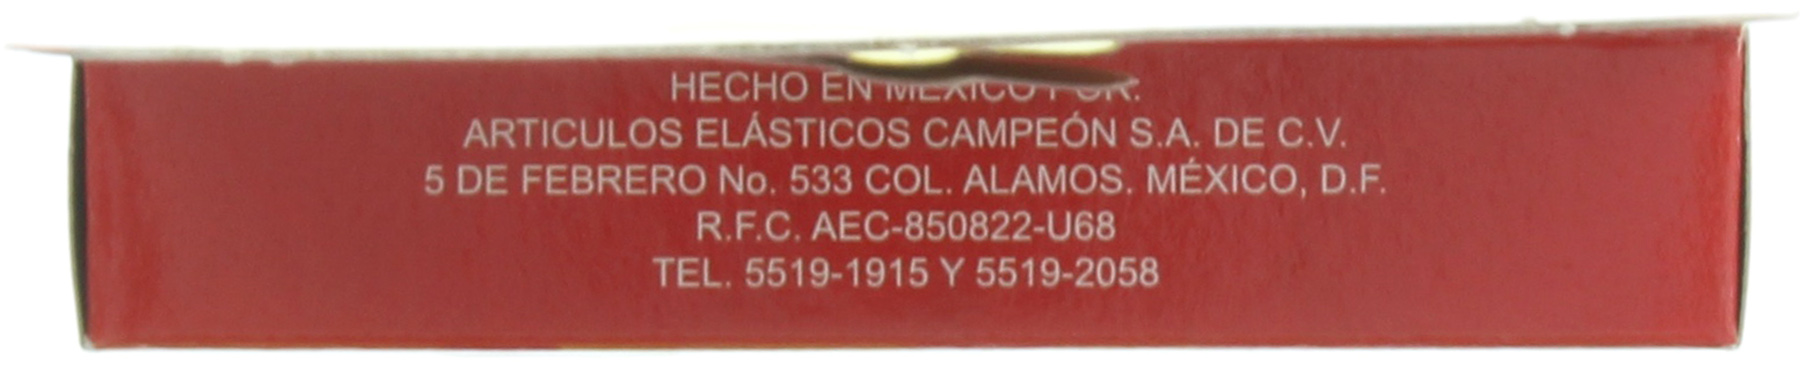 HECHO EN MÉXICO POR:
ARTICULOS ELÁSTICOS CAMPEÓN S.A. DE C.V.
5 DE FEBRERO No. 533 COL. ALAMOS. MÉXICO, D.F.
R.F.C. AEC-850822-U68
TEL. 5519-1915 Y 5519-2058